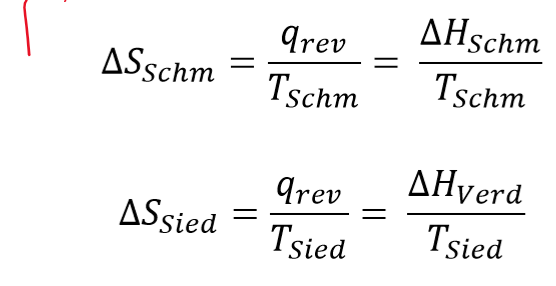 ΔS_Schm = q_rev / T_Schm = ΔH_Schm / T_Schm
ΔS_Sied = q_rev / T_Sied = ΔH_Verd / T_Sied